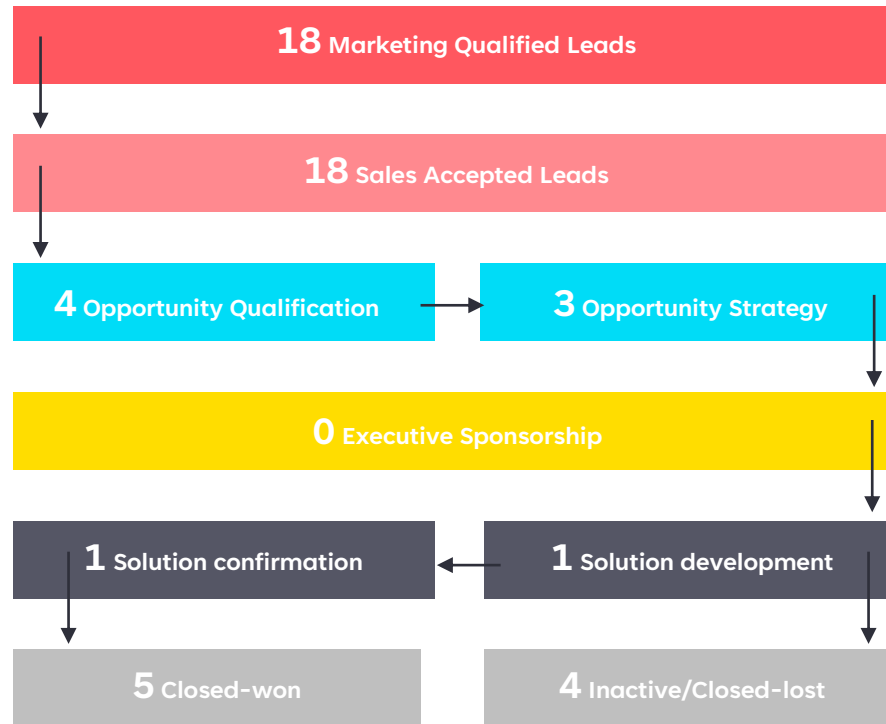 18 Marketing Qualified Leads
18 Sales Accepted Leads
4 Opportunity Qualification
3 Opportunity Strategy
0 Executive Sponsorship
1 Solution confirmation
1 Solution development
5 Closed-won
4 Inactive/Closed-lost